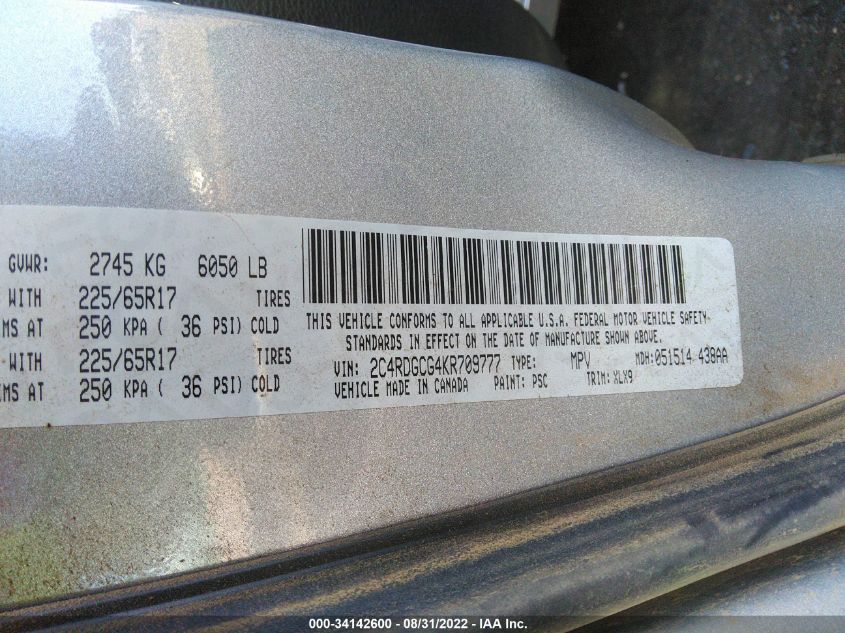 GVWR: 2745 KG 6050 LB
WITH 225/65R17 TIRES
MS AT 250 KPA ( 36 PSI) COLD
WITH 225/65R17 TIRES
MS AT 250 KPA ( 36 PSI) COLD
THIS VEHICLE CONFORMS TO ALL APPLICABLE U.S.A. FEDERAL MOTOR VEHICLE SAFETY
STANDARDS IN EFFECT ON THE DATE OF MANUFACTURE SHOWN ABOVE.
VIN: 2C4RDGCG4KR709777 TYPE: MPV MDH: 051514 439AA
VEHICLE MADE IN CANADA PAINT: PSC TRIM: XLX9
000-34142600 - 08/31/2022 - IAA Inc.